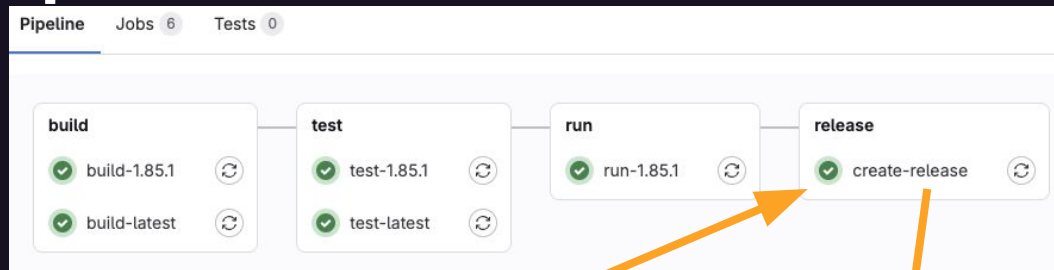 Pipeline Jobs 6 Tests 0
build
build-1.85.1
build-latest
test
test-1.85.1
test-latest
run
run-1.85.1
release
create-release